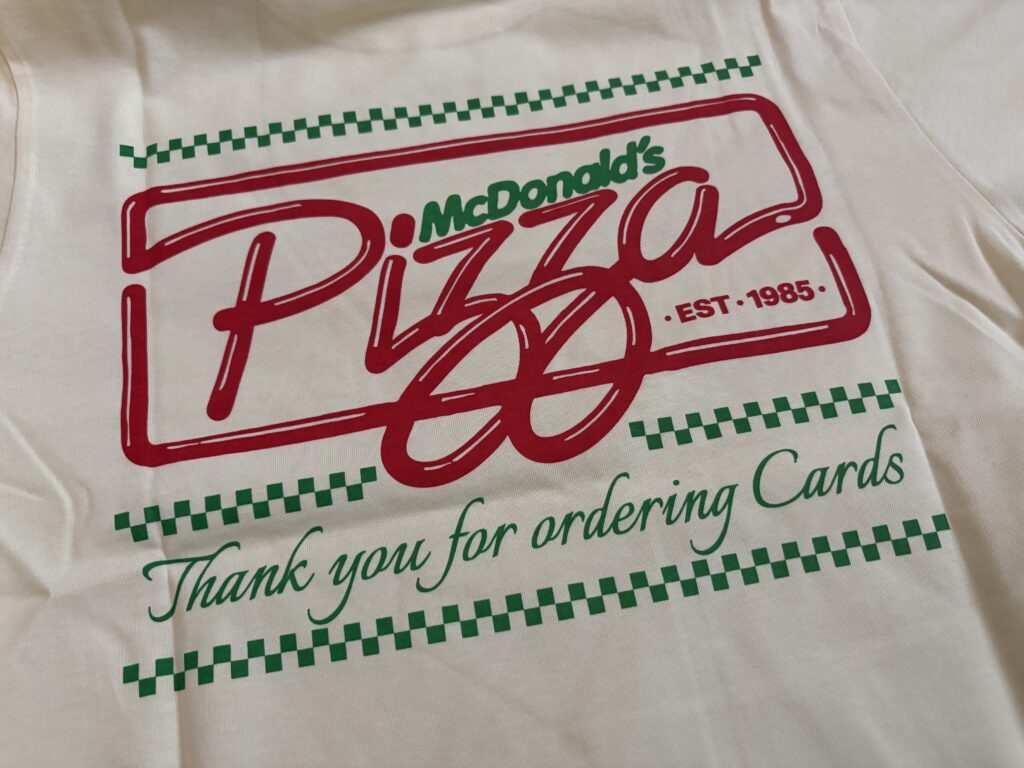 McDonald's
Pizza
· EST · 1985 ·
Thank you for ordering Cards